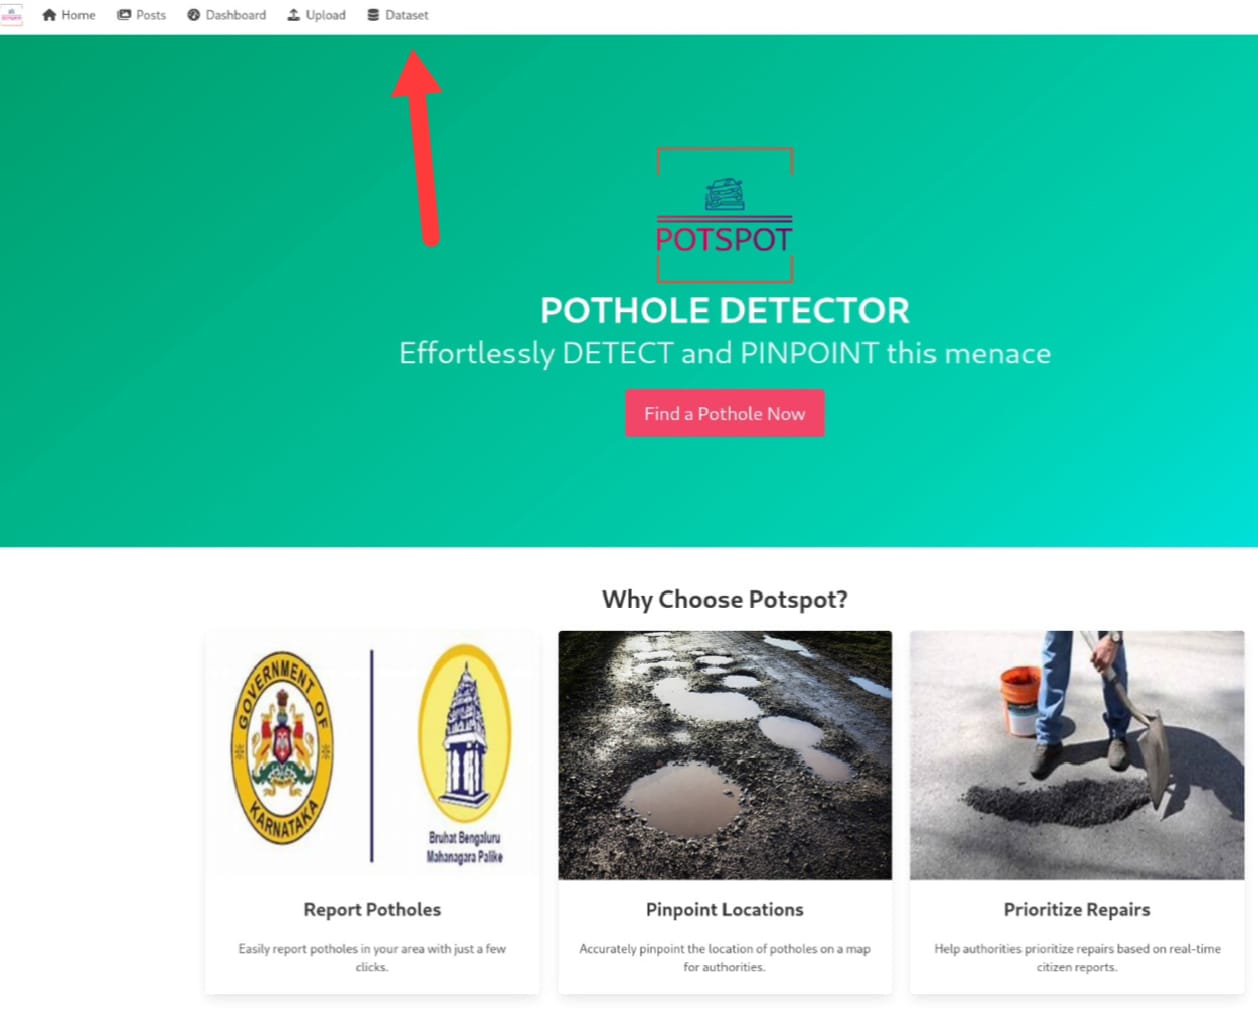 Home
Posts
Dashboard
Upload
Dataset
POTSPOT
POTHOLE DETECTOR
Effortlessly DETECT and PINPOINT this menace
Find a Pothole Now
Why Choose Potspot?
GOVERNMENT OF
KARNATAKA
Bruhat Bengaluru
Mahanagara Palike
Report Potholes
Easily report potholes in your area with just a few
clicks.
Pinpoint Locations
Accurately pinpoint the location of potholes on a map
for authorities.
Prioritize Repairs
Help authorities prioritize repairs based on real-time
citizen reports.